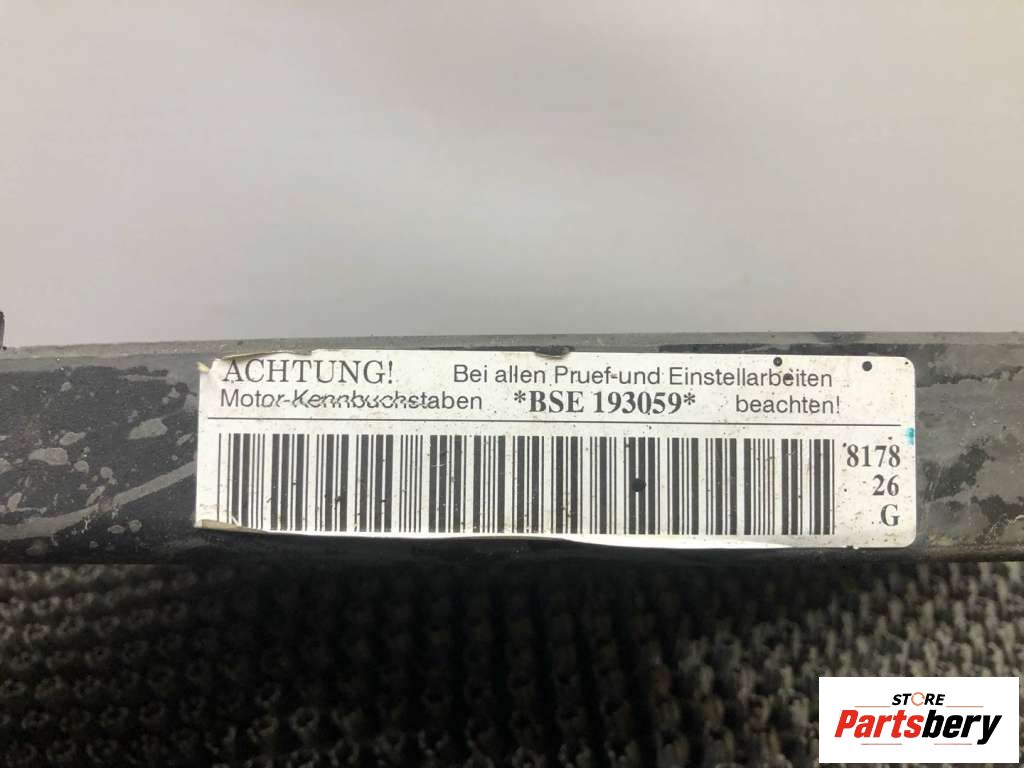 ACHTUNG! Bei allen Pruef-und Einstellarbeiten
Motor-Kennbuchstaben *BSE 193059* beachten!
8178
26
G
STORE
Partsbery